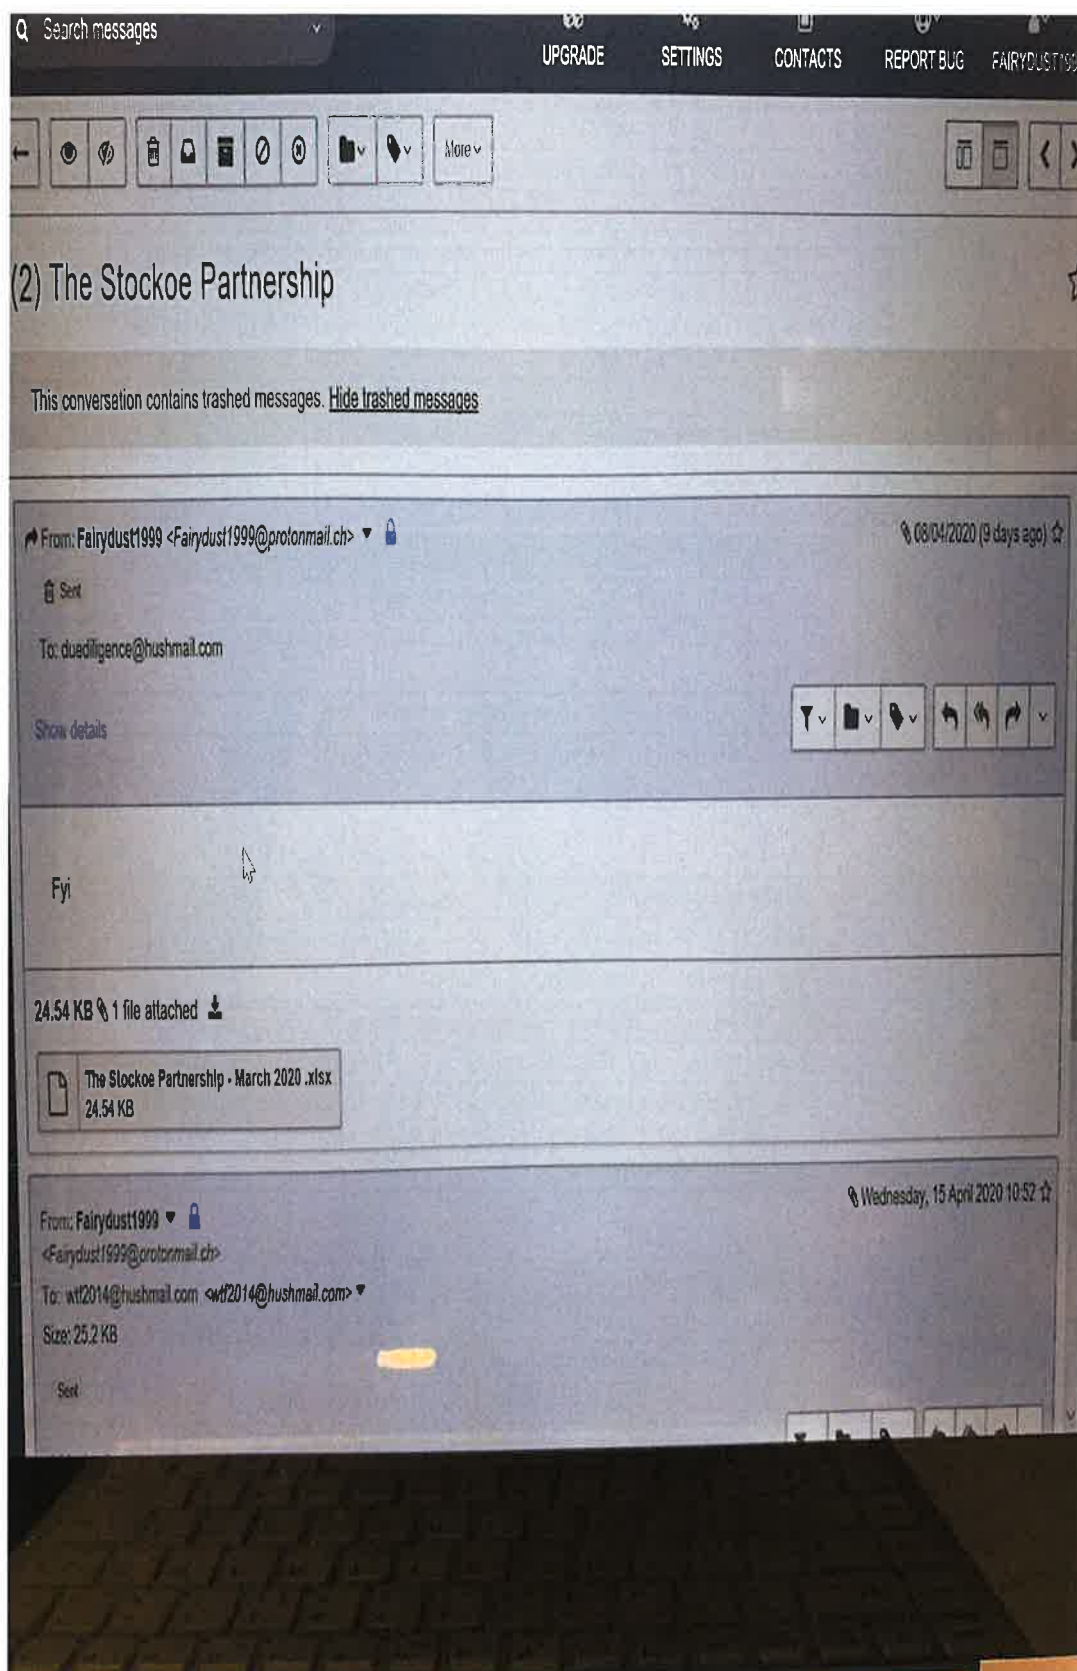 Search messages
UPGRADE SETTINGS CONTACTS REPORT BUG FAIRYDUST199
More
(2) The Stockoe Partnership
This conversation contains trashed messages. Hide trashed messages
From: Fairydust1999 <Fairydust1999@protonmail.ch> 08/04/2020 (9 days ago)
Sent
To: duediligence@hushmail.com
Show details
Fyi
24.54 KB 1 file attached
The Stockoe Partnership - March 2020 .xlsx
24.54 KB
Wednesday, 15 April 2020 10:52
From: Fairydust1999
<Fairydust1999@protonmail.ch>
To: wtf2014@hushmail.com <wtf2014@hushmail.com>
Size: 25.2 KB
Sent